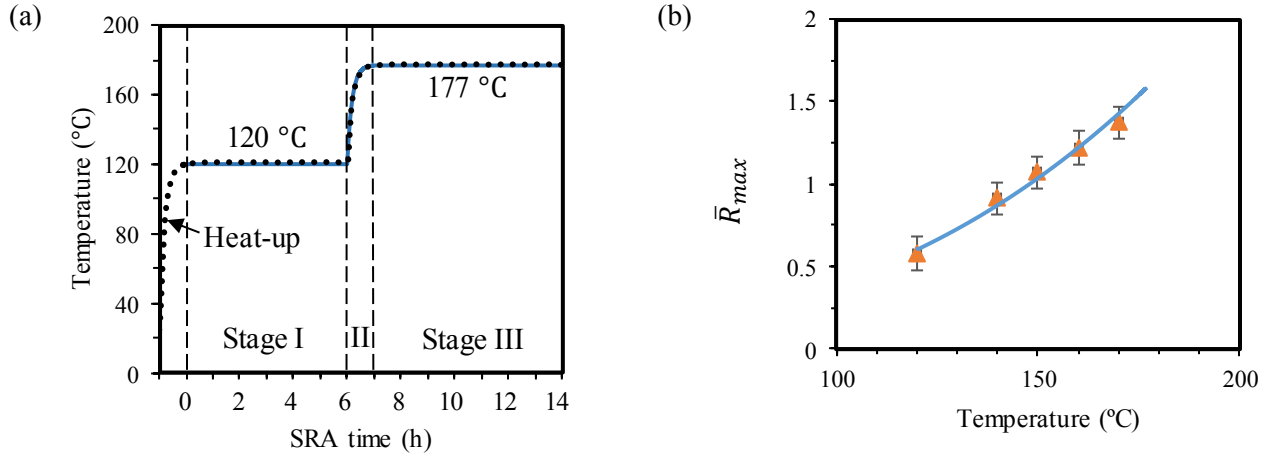 (a)
200
160
120
80
40
0
Temperature (°C)
120 °C
177 °C
Heat-up
Stage I
II
Stage III
0 2 4 6 8 10 12 14
SRA time (h)
(b)
2
1.5
1
0.5
0
R̄max
100 150 200
Temperature (ºC)